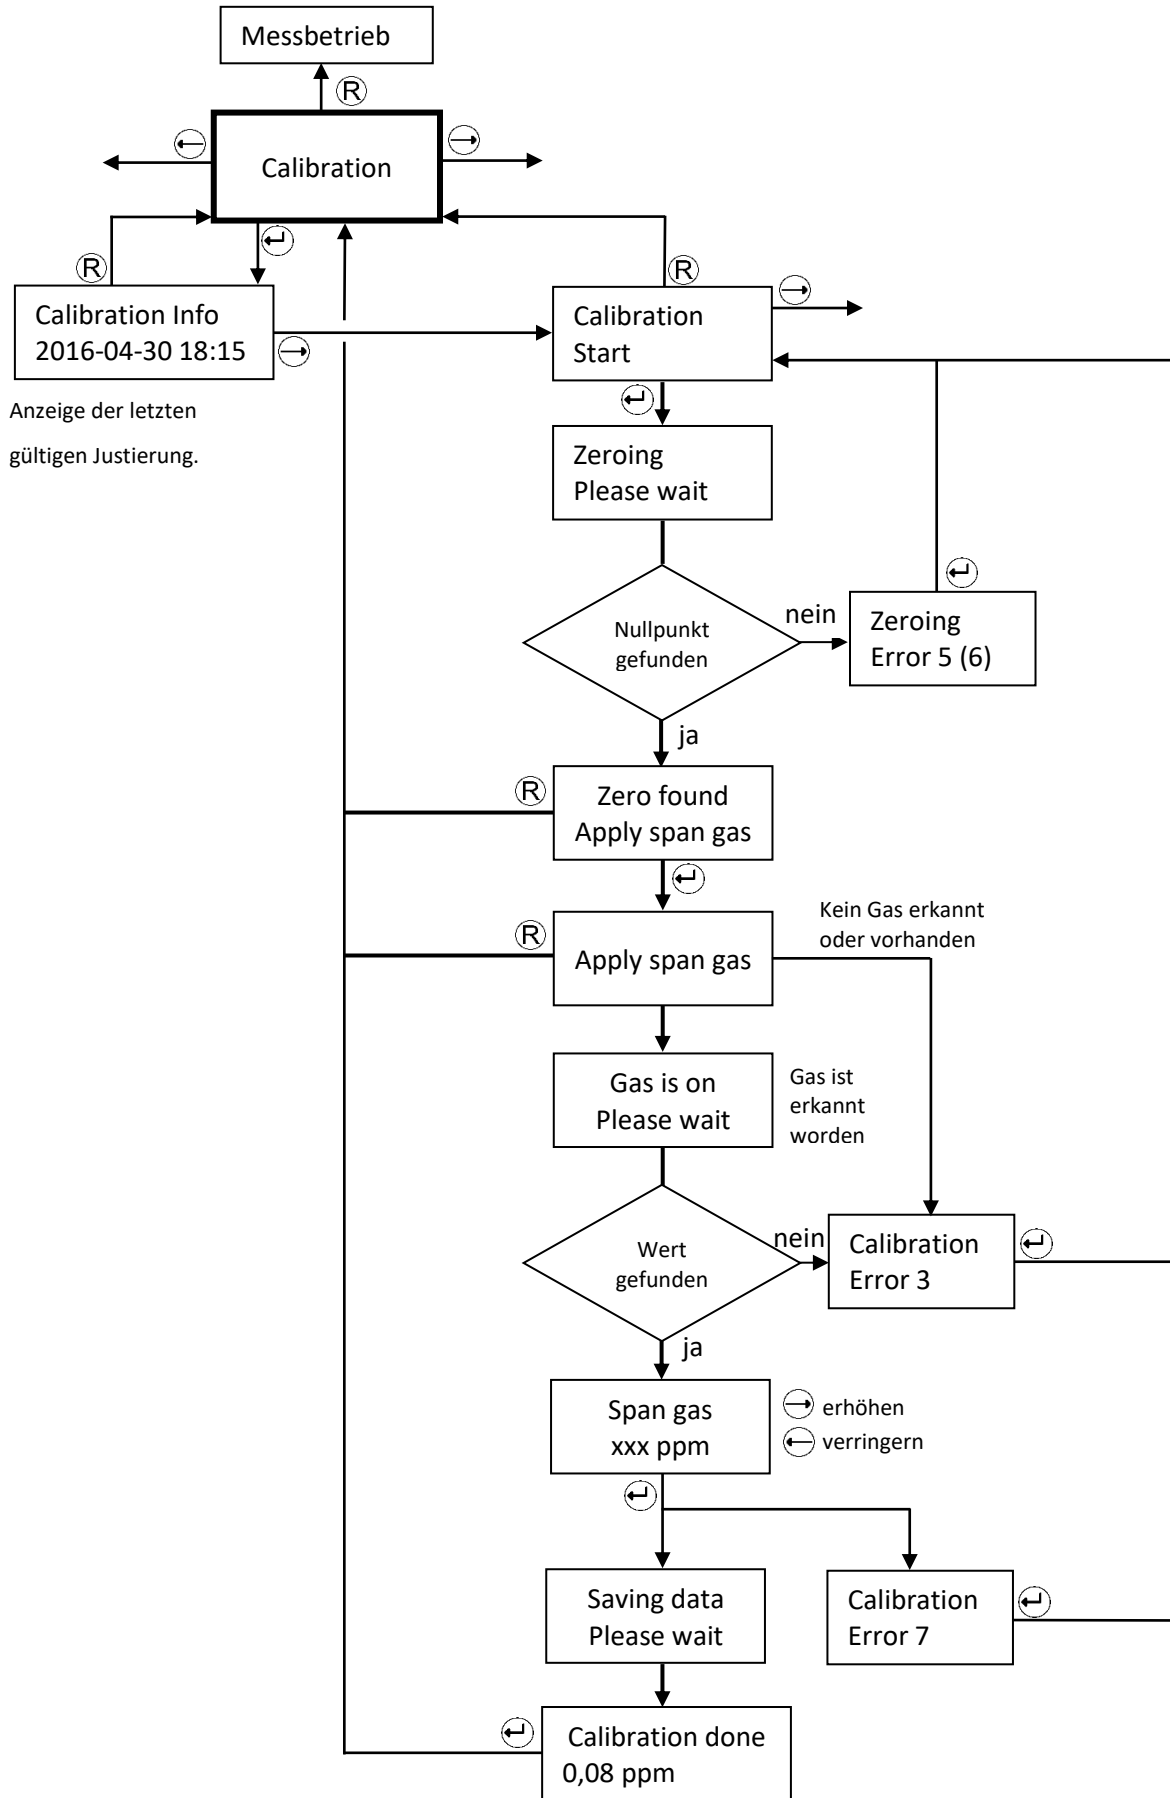 Messbetrieb
R
Calibration
R
R
Calibration Info
2016-04-30 18:15
Calibration
Start
Anzeige der letzten
gültigen Justierung.
Zeroing
Please wait
Nullpunkt
gefunden
nein
Zeroing
Error 5 (6)
ja
R
Zero found
Apply span gas
Kein Gas erkannt
oder vorhanden
R
Apply span gas
Gas is on
Please wait
Gas ist
erkannt
worden
Wert
gefunden
nein
Calibration
Error 3
ja
Span gas
xxx ppm
erhöhen
verringern
Saving data
Please wait
Calibration
Error 7
Calibration done
0,08 ppm